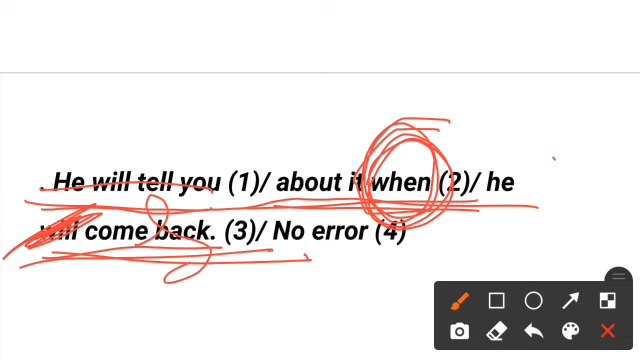 . He will tell you (1)/ about it when (2)/ he
will come back. (3)/ No error (4)